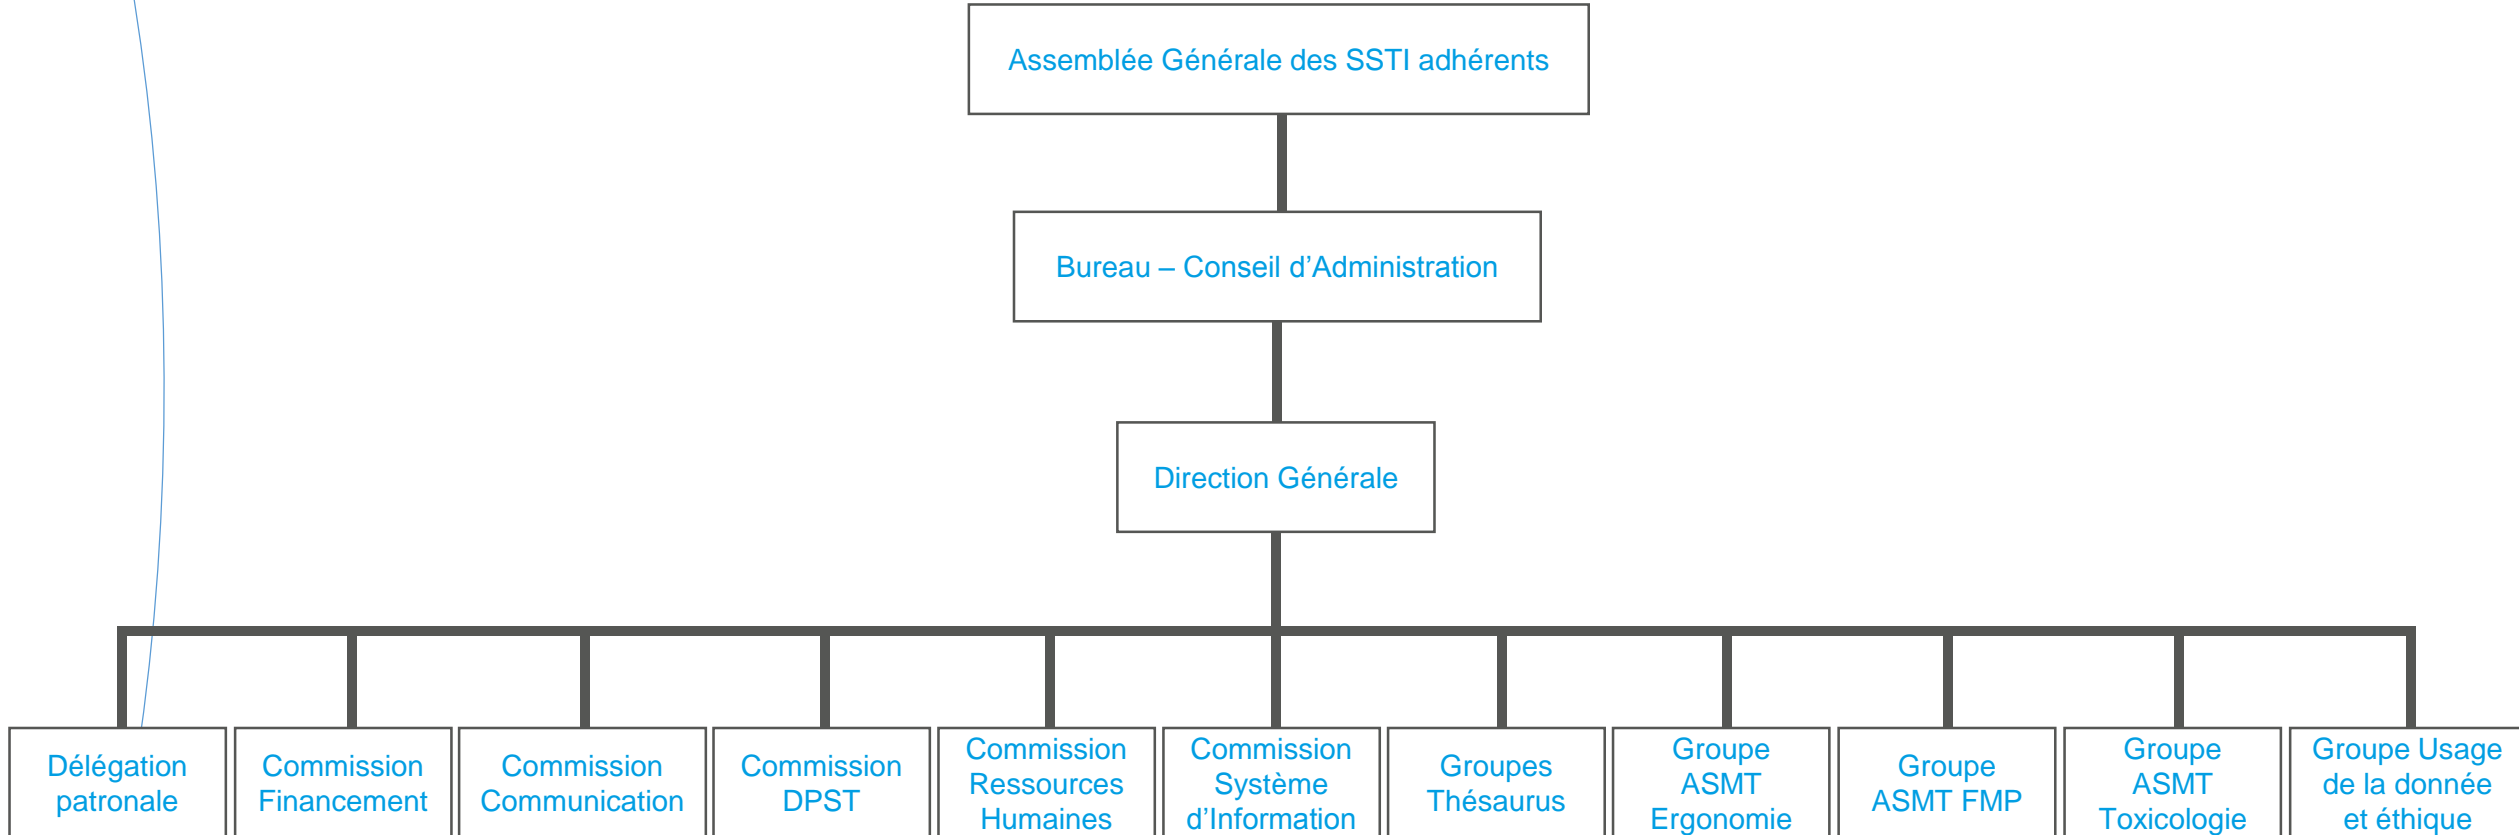 Assemblée Générale des SSTI adhérents
Bureau – Conseil d’Administration
Direction Générale
Délégation
patronale
Commission
Financement
Commission
Communication
Commission
DPST
Commission
Ressources
Humaines
Commission
Système
d’Information
Groupes
Thésaurus
Groupe
ASMT
Ergonomie
Groupe
ASMT FMP
Groupe
ASMT
Toxicologie
Groupe Usage
de la donnée
et éthique